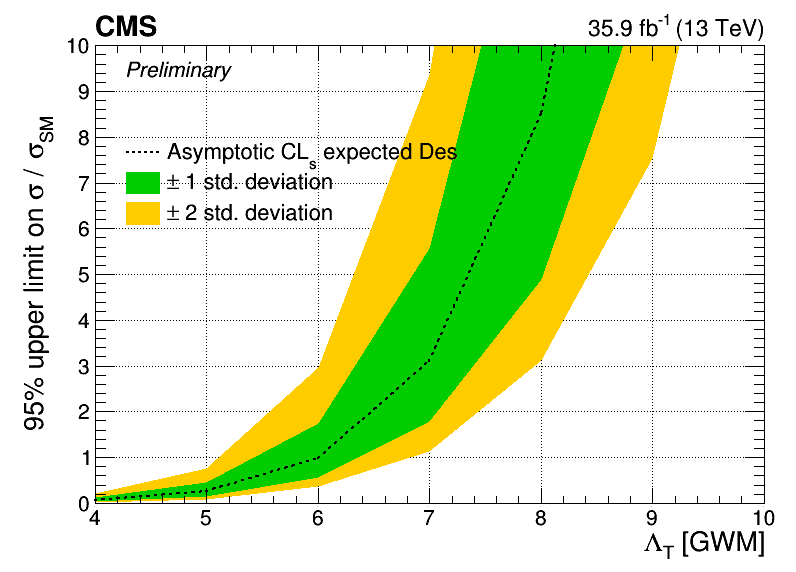 CMS
35.9 fb-1 (13 TeV)
Preliminary
Asymptotic CLs expected Des
± 1 std. deviation
± 2 std. deviation
95% upper limit on σ / σSM
10
9
8
7
6
5
4
3
2
1
0
4 5 6 7 8 9 10
ΛT [GWM]